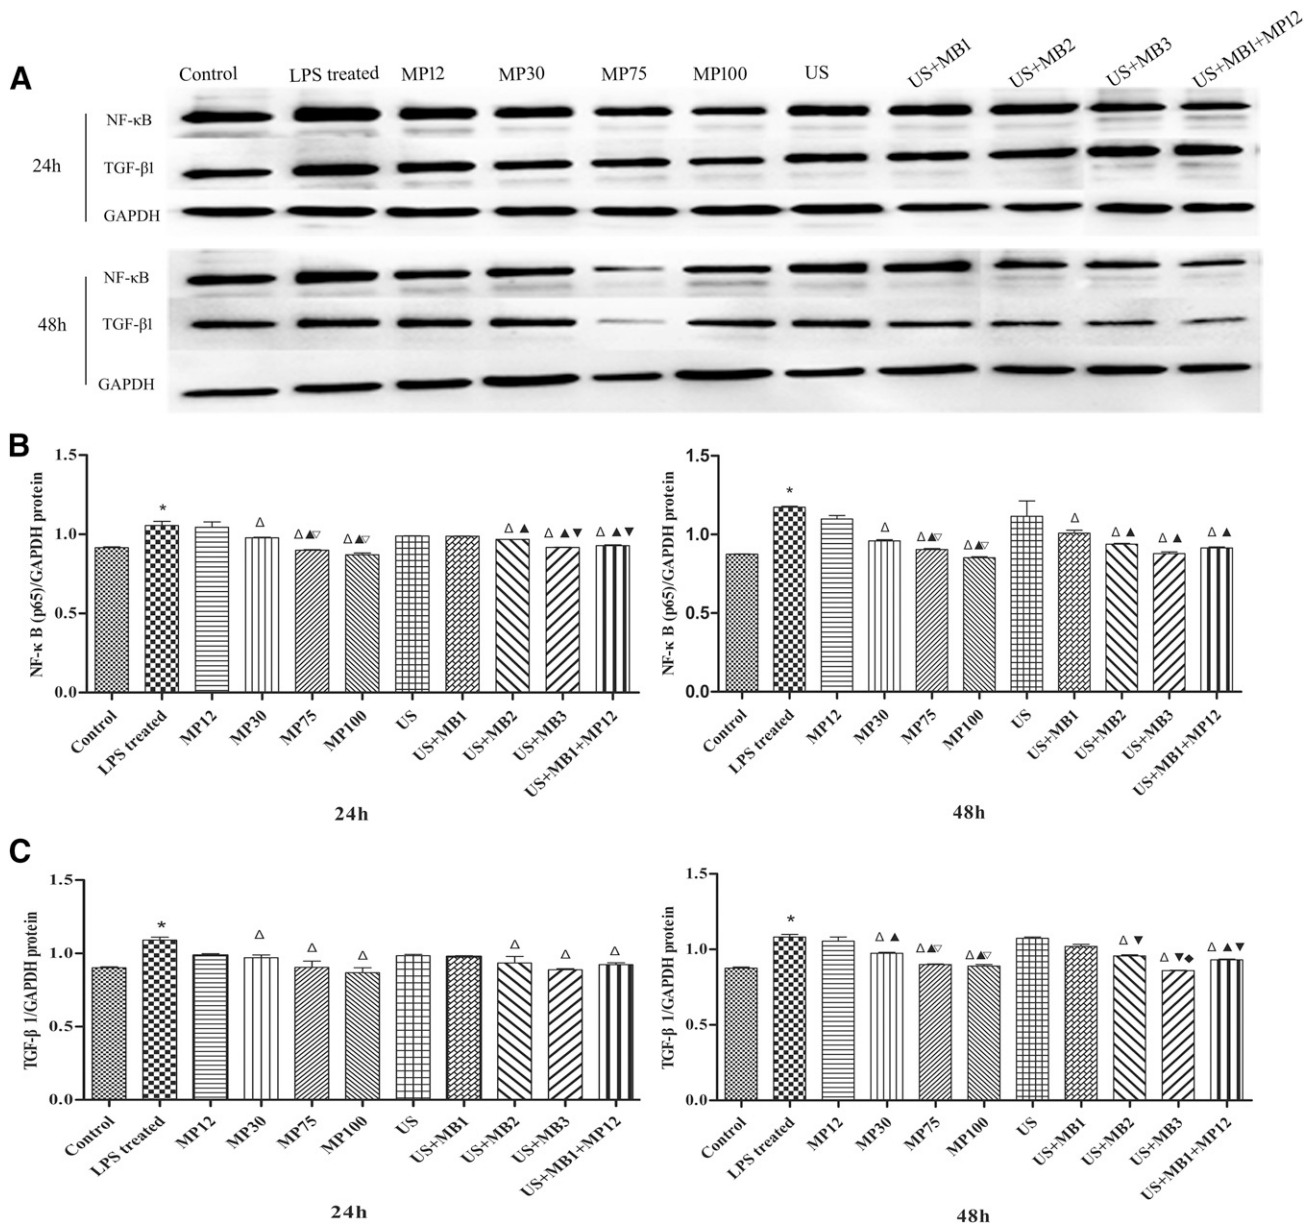 A
Control LPS treated MP12 MP30 MP75 MP100 US US+MB1 US+MB2 US+MB3 US+MB1+MP12
NF-κB
24h TGF-β1
GAPDH
NF-κB
48h TGF-β1
GAPDH
B
NF-κ B (p65)/GAPDH protein
1.5
1.0
0.5
0.0
* Δ Δ▲▽ Δ▲▽ Δ ▲ Δ ▲▼ Δ ▲▼
Control LPS treated MP12 MP30 MP75 MP100 US US+MB1 US+MB2 US+MB3 US+MB1+MP12
24h
NF-κ B (p65)/GAPDH protein
1.5
1.0
0.5
0.0
* Δ Δ▲▽ Δ▲▽ Δ Δ ▲ Δ ▲ Δ ▲
Control LPS treated MP12 MP30 MP75 MP100 US US+MB1 US+MB2 US+MB3 US+MB1+MP12
48h
C
TGF-β 1/GAPDH protein
1.5
1.0
0.5
0.0
* Δ Δ Δ Δ Δ Δ
Control LPS treated MP12 MP30 MP75 MP100 US US+MB1 US+MB2 US+MB3 US+MB1+MP12
24h
TGF-β 1/GAPDH protein
1.5
1.0
0.5
0.0
* Δ ▲ Δ▲▽ Δ▲▽ Δ ▼ Δ ▼◆ Δ ▲▼
Control LPS treated MP12 MP30 MP75 MP100 US US+MB1 US+MB2 US+MB3 US+MB1+MP12
48h